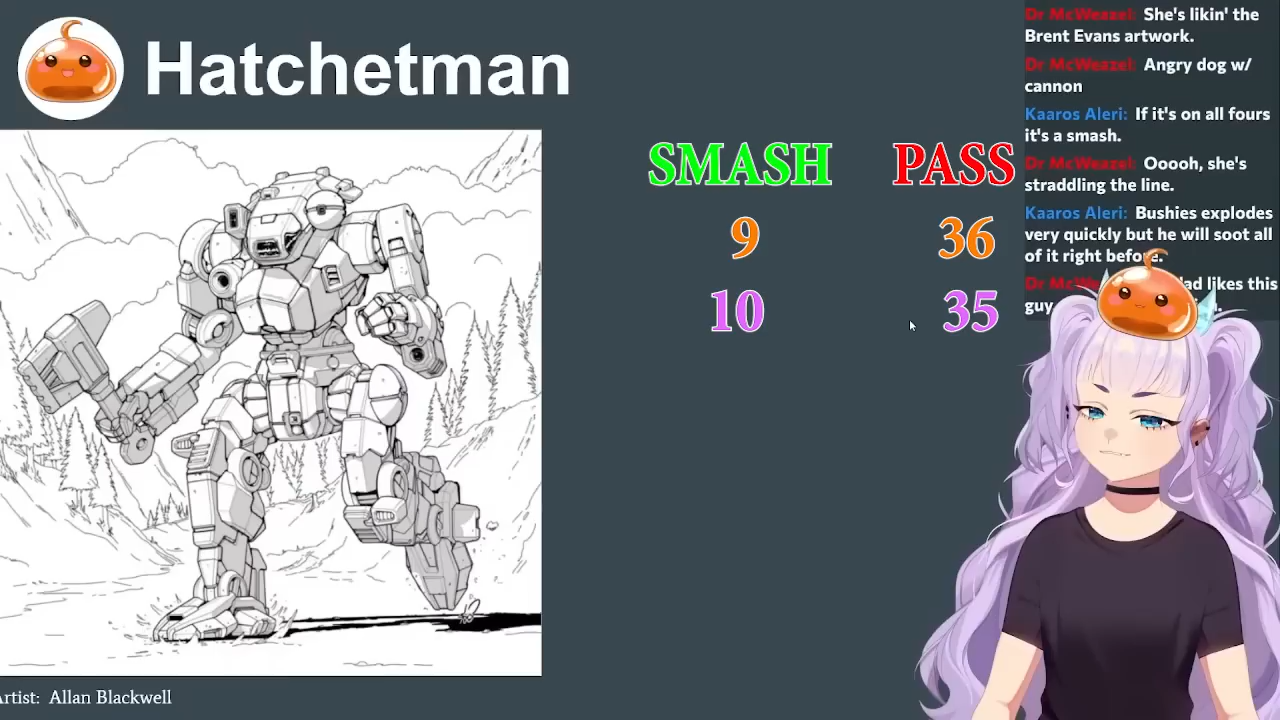 Hatchetman
SMASH PASS
9 36
10 35
Artist: Allan Blackwell
Dr McWeazel: She's likin' the
Brent Evans artwork.
Dr McWeazel: Angry dog w/
cannon
Kaaros Aleri: If it's on all fours
it's a smash.
Dr McWeazel: Ooooh, she's
straddling the line.
Kaaros Aleri: Bushies explodes
very quickly but he will soot all
of it right before.
Dr McWe ad likes this
guy